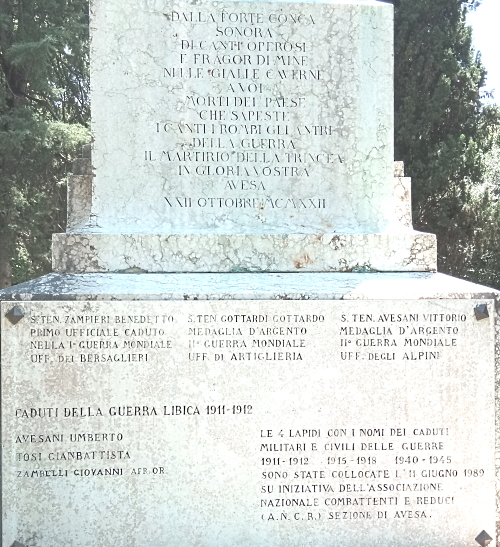 DALLA FORTE CONCA
SONORA
DI CANTI OPEROSI
E FRAGOR DI MINE
NELLE GIALLE CAVERNE
A VOI
MORTI DEL PAESE
CHE SAPESTE
I CANTI I ROMBI GLI ANTRI
DELLA GUERRA
IL MARTIRIO DELLA TRINCEA
IN GLORIA VOSTRA
AVESA
XXII OTTOBRE MCMXXII
S. TEN. ZAMPIERI BENEDETTO
PRIMO UFFICIALE CADUTO
NELLA I° GUERRA MONDIALE
UFF. DEI BERSAGLIERI
S. TEN. GOTTARDI GOTTARDO
MEDAGLIA D'ARGENTO
II° GUERRA MONDIALE
UFF. DI ARTIGLIERIA
S. TEN. AVESANI VITTORIO
MEDAGLIA D'ARGENTO
II° GUERRA MONDIALE
UFF. DEGLI ALPINI
CADUTI DELLA GUERRA LIBICA 1911-1912
AVESANI UMBERTO
TOSI GIANBATTISTA
ZAMBELLI GIOVANNI AFF. OR.
LE 4 LAPIDI CON I NOMI DEI CADUTI
MILITARI E CIVILI DELLE GUERRE
1911-1912 1915-1918 1940-1945
SONO STATE COLLOCATE L'11 GIUGNO 1989
SU INIZIATIVA DELL'ASSOCIAZIONE
NAZIONALE COMBATTENTI E REDUCI
(A.N.C.R.) SEZIONE DI AVESA.